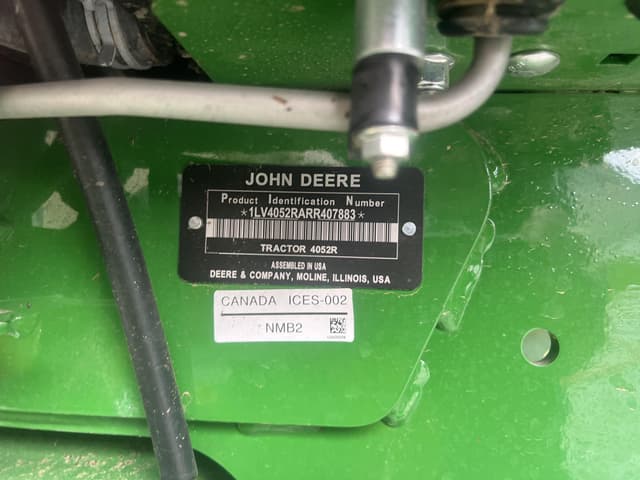 JOHN DEERE
Product Identification Number
*1LV4052RARR407883*
TRACTOR 4052R
ASSEMBLED IN USA
DEERE & COMPANY, MOLINE, ILLINOIS, USA
CANADA ICES-002
NMB2